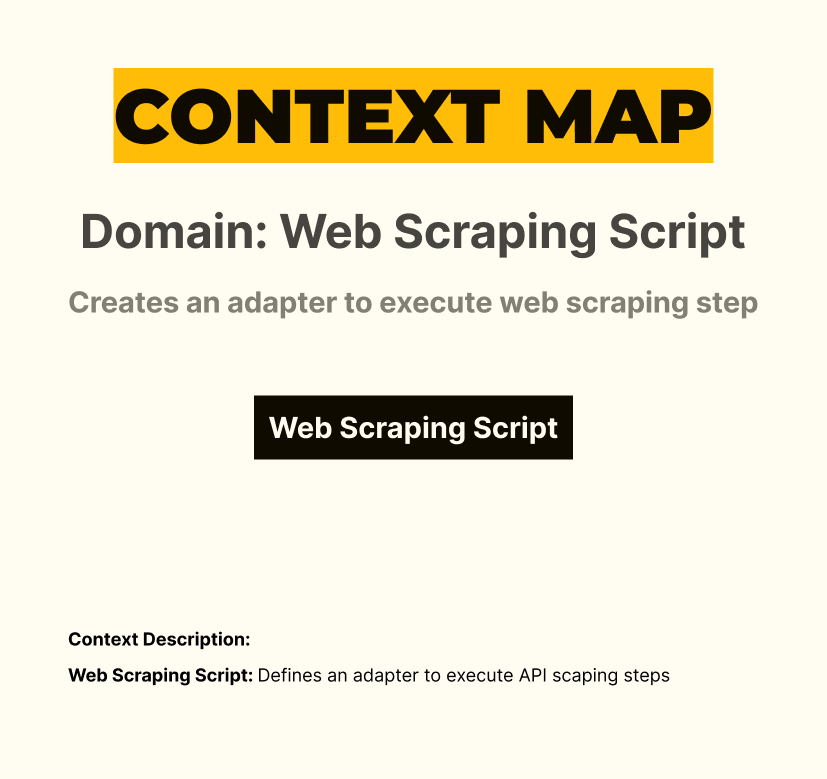 CONTEXT MAP
Domain: Web Scraping Script
Creates an adapter to execute web scraping step
Web Scraping Script
Context Description:
Web Scraping Script: Defines an adapter to execute API scaping steps